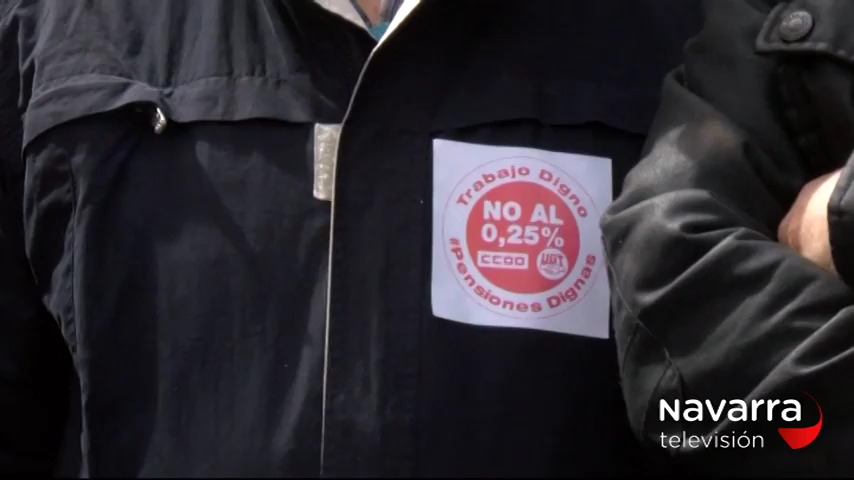 Trabajo Digno
NO AL
0,25%
CCOO UGT
#Pensiones Dignas
Navarra
televisión